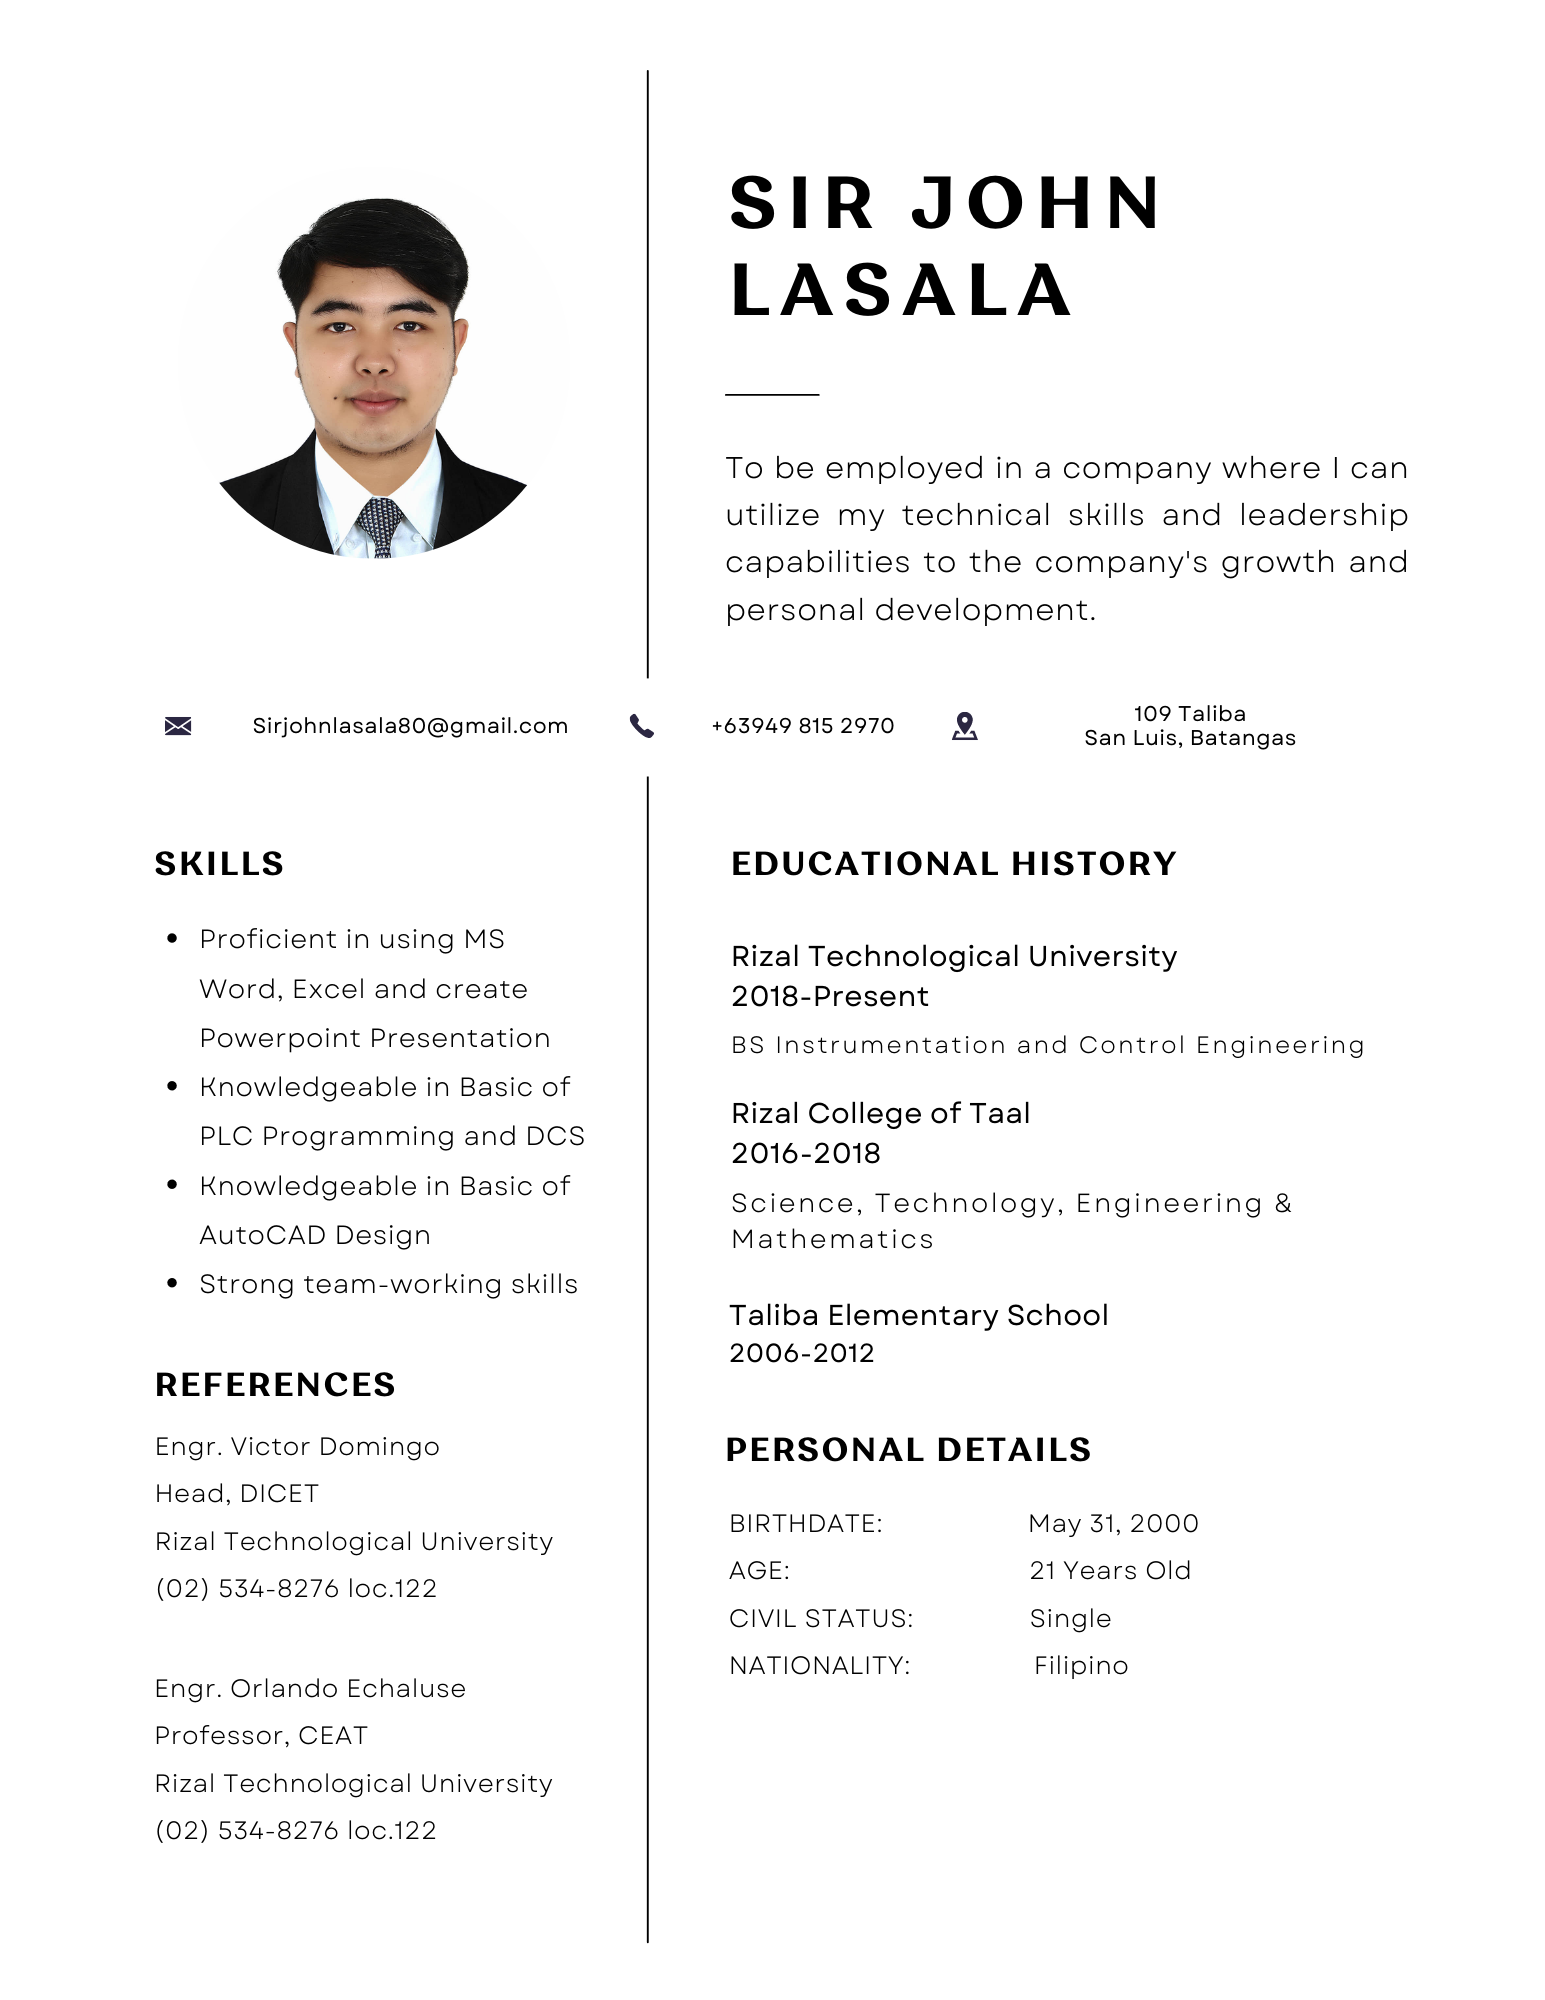 SIR JOHN
LASALA
To be employed in a company where I can
utilize my technical skills and leadership
capabilities to the company's growth and
personal development.
Sirjohnlasala80@gmail.com
+63949 815 2970
109 Taliba
San Luis, Batangas
SKILLS
• Proficient in using MS
Word, Excel and create
Powerpoint Presentation
• Knowledgeable in Basic of
PLC Programming and DCS
• Knowledgeable in Basic of
AutoCAD Design
• Strong team-working skills
REFERENCES
Engr. Victor Domingo
Head, DICET
Rizal Technological University
(02) 534-8276 loc.122
Engr. Orlando Echaluse
Professor, CEAT
Rizal Technological University
(02) 534-8276 loc.122
EDUCATIONAL HISTORY
Rizal Technological University
2018-Present
BS Instrumentation and Control Engineering
Rizal College of Taal
2016-2018
Science, Technology, Engineering &
Mathematics
Taliba Elementary School
2006-2012
PERSONAL DETAILS
BIRTHDATE: May 31, 2000
AGE: 21 Years Old
CIVIL STATUS: Single
NATIONALITY: Filipino